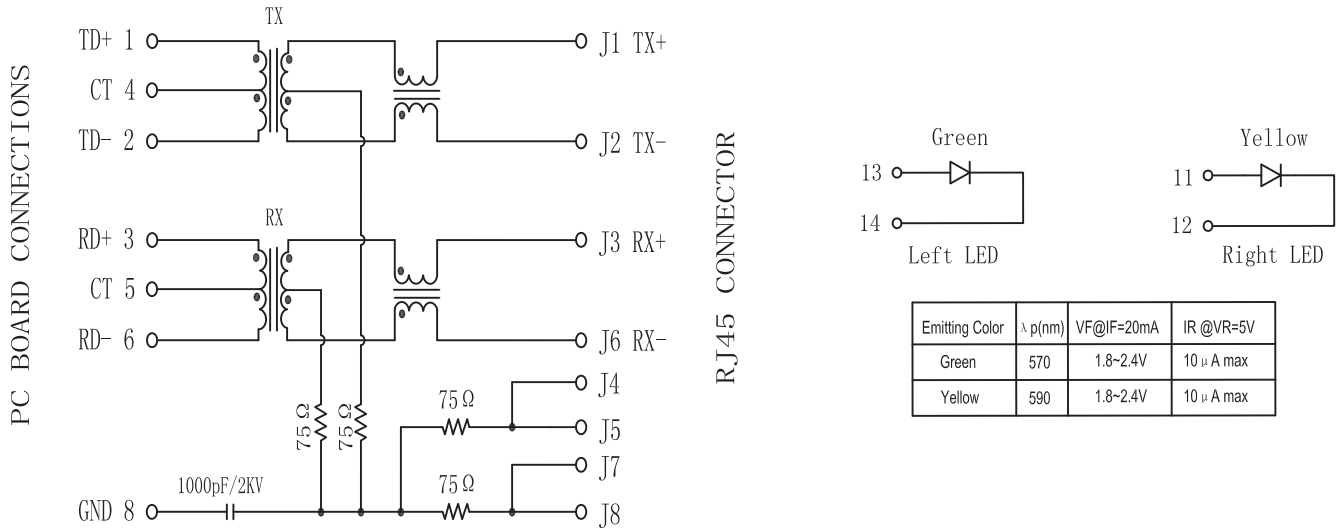 PC BOARD CONNECTIONS
TX
TD+ 1
CT 4
TD- 2
J1 TX+
J2 TX-
RX
RD+ 3
CT 5
RD- 6
J3 RX+
J6 RX-
J4
75Ω
J5
75Ω
75Ω
J7
1000pF/2KV
75Ω
GND 8
J8
RJ45 CONNECTOR
Green
13
14
Left LED
Yellow
11
12
Right LED
Emitting Color λp(nm) VF@IF=20mA IR @VR=5V
Green 570 1.8~2.4V 10μA max
Yellow 590 1.8~2.4V 10μA max